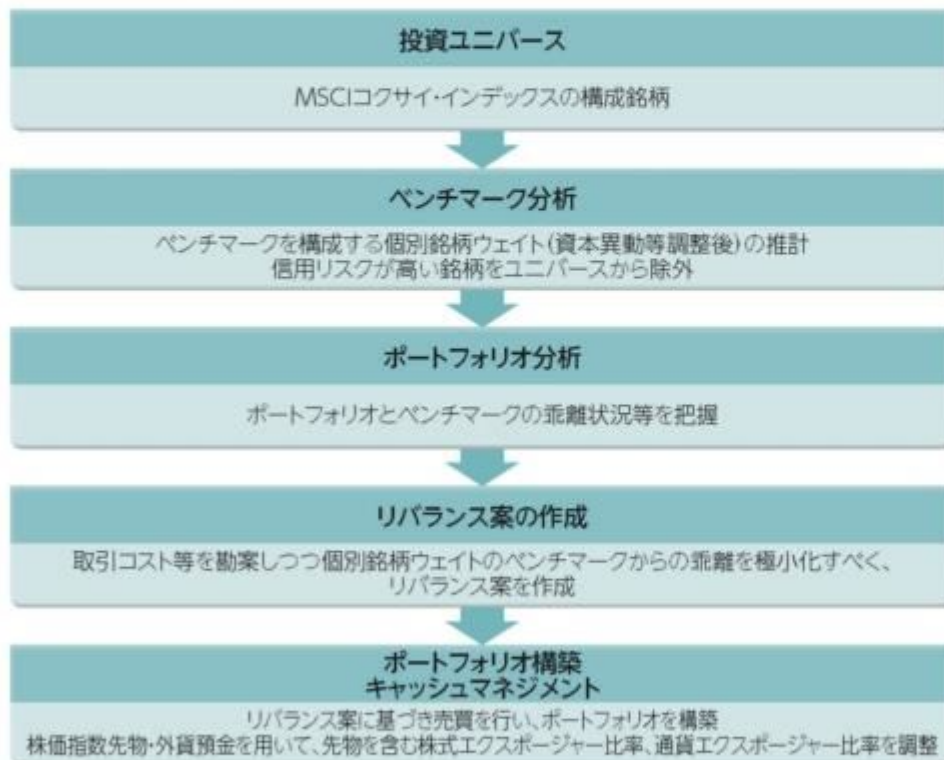 投資ユニバース
MSCIコクサイ・インデックスの構成銘柄
ベンチマーク分析
ベンチマークを構成する個別銘柄ウェイト(資本異動等調整後)の推計
信用リスクが高い銘柄をユニバースから除外
ポートフォリオ分析
ポートフォリオとベンチマークの乖離状況等を把握
リバランス案の作成
取引コスト等を勘案しつつ個別銘柄ウェイトのベンチマークからの乖離を極小化すべく、
リバランス案を作成
ポートフォリオ構築
キャッシュマネジメント
リバランス案に基づき売買を行い、ポートフォリオを構築
株価指数先物・外貨預金を用いて、先物を含む株式エクスポージャー比率、通貨エクスポージャー比率を調整